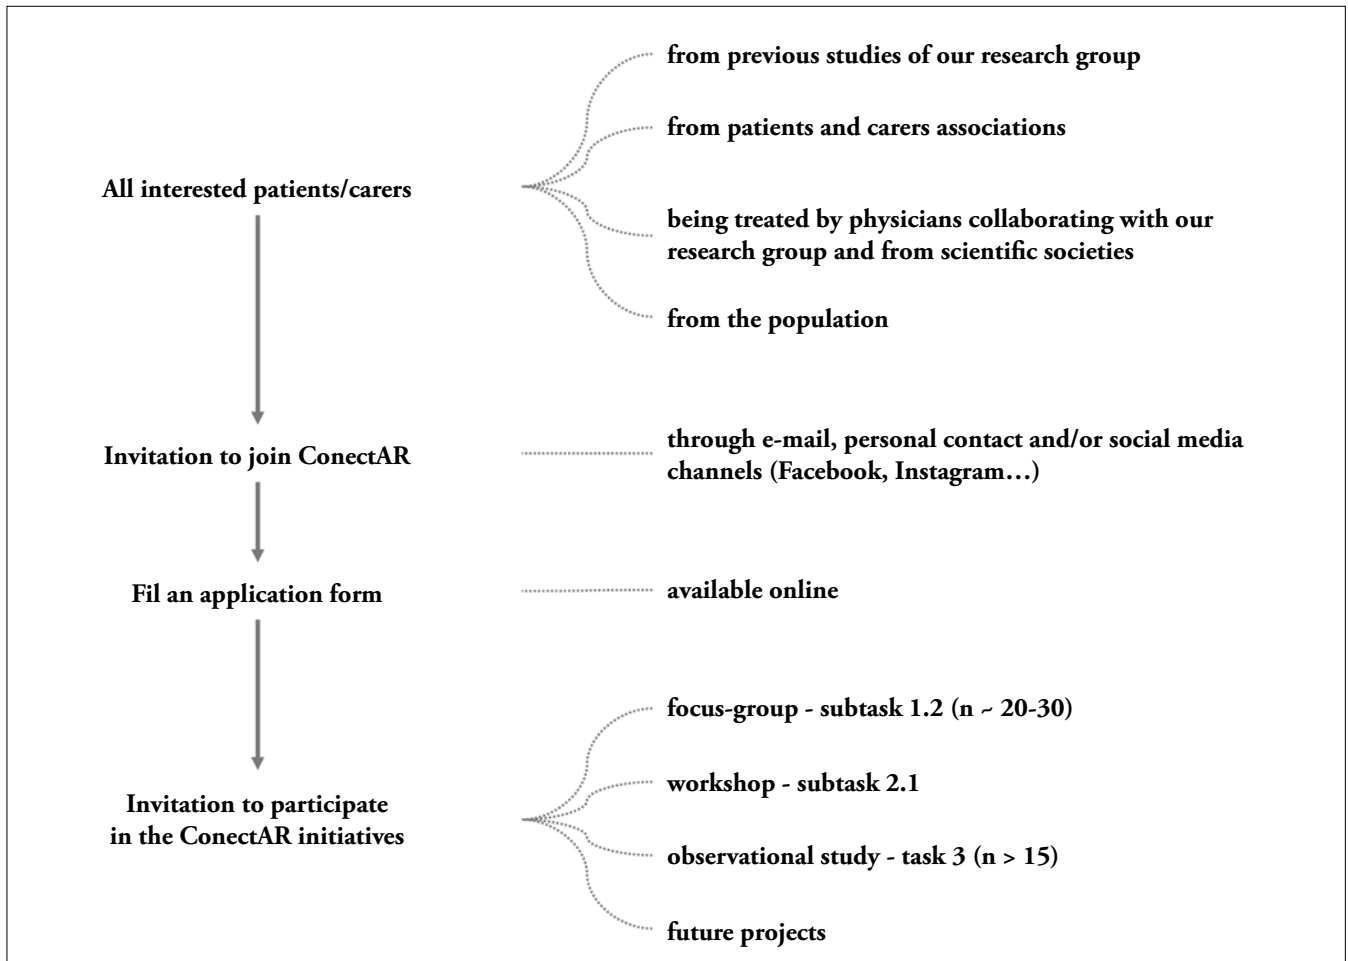 from previous studies of our research group
from patients and carers associations
All interested patients/carers
being treated by physicians collaborating with our
research group and from scientific societies
from the population
Invitation to join ConectAR
through e-mail, personal contact and/or social media
channels (Facebook, Instagram…)
Fil an application form
available online
focus-group - subtask 1.2 (n ~ 20-30)
workshop - subtask 2.1
Invitation to participate
in the ConectAR initiatives
observational study - task 3 (n > 15)
future projects